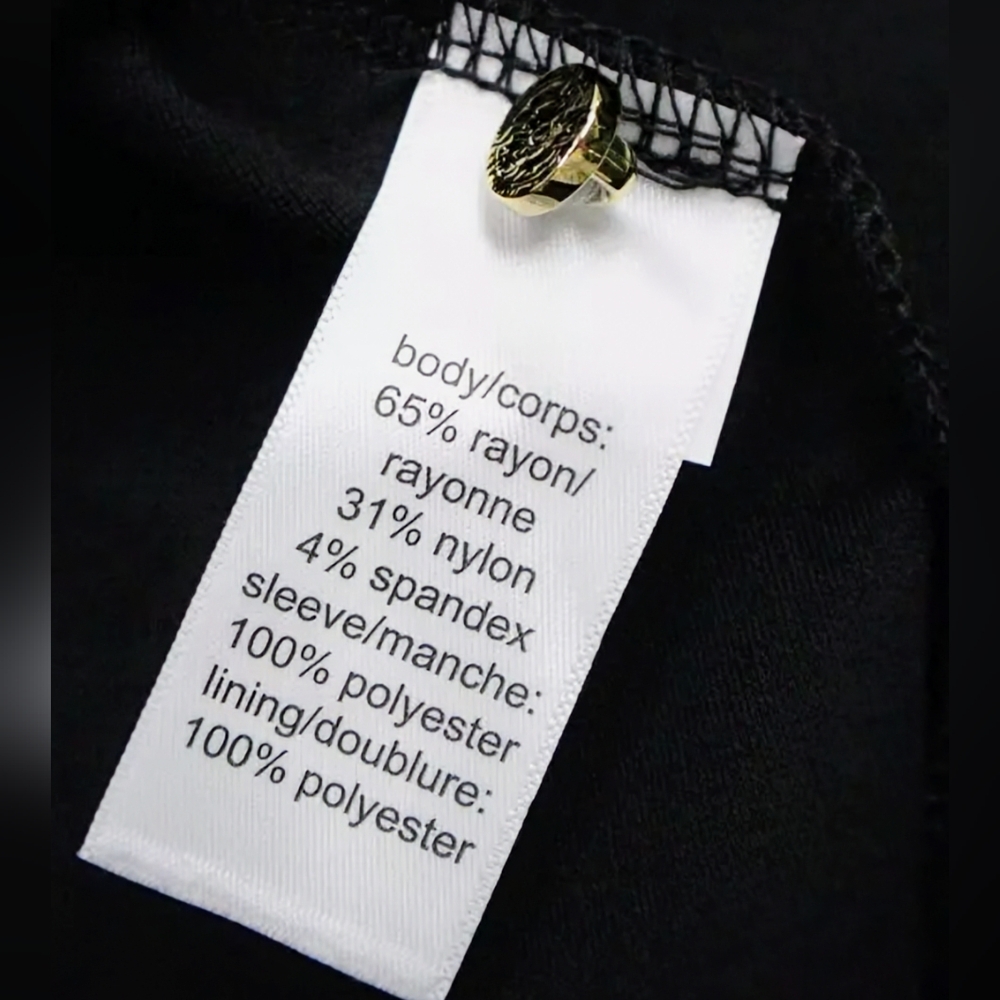 body/corps:
65% rayon/
rayonne
31% nylon
4% spandex
sleeve/manche:
100% polyester
lining/doublure:
100% polyester